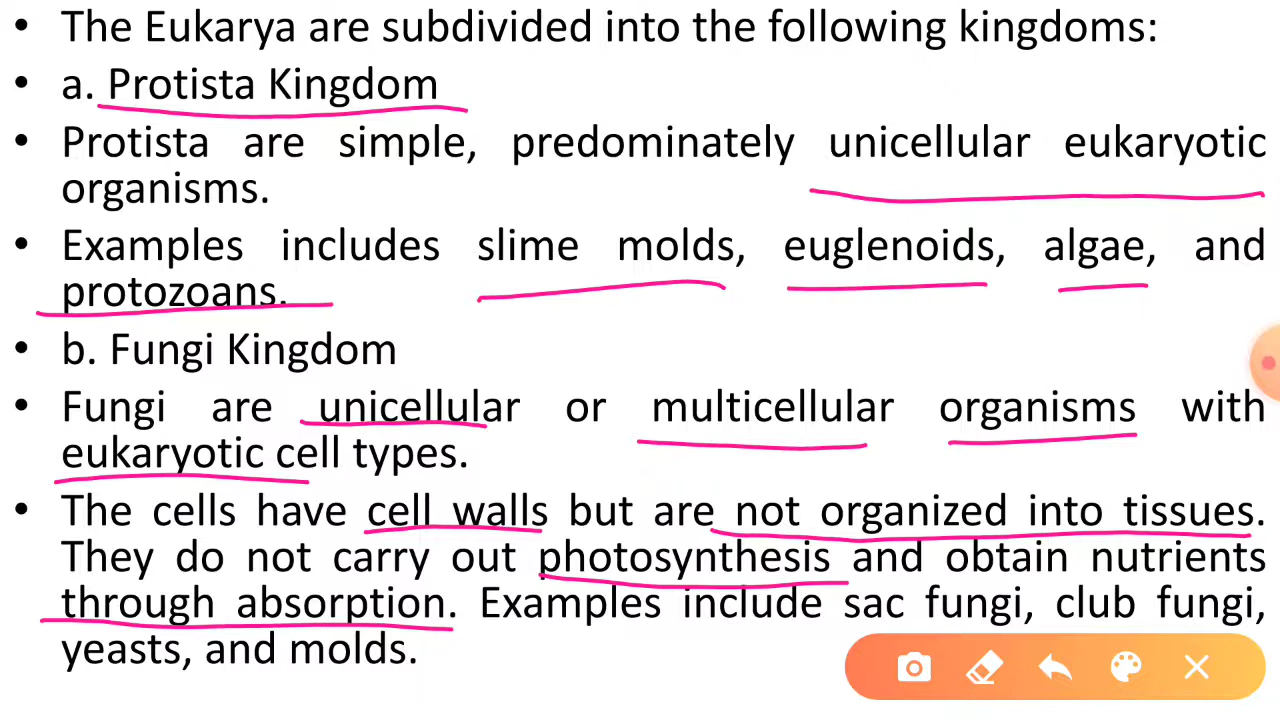 • The Eukarya are subdivided into the following kingdoms:
• a. Protista Kingdom
• Protista are simple, predominately unicellular eukaryotic
organisms.
• Examples includes slime molds, euglenoids, algae, and
protozoans.
• b. Fungi Kingdom
• Fungi are unicellular or multicellular organisms with
eukaryotic cell types.
• The cells have cell walls but are not organized into tissues.
They do not carry out photosynthesis and obtain nutrients
through absorption. Examples include sac fungi, club fungi,
yeasts, and molds.